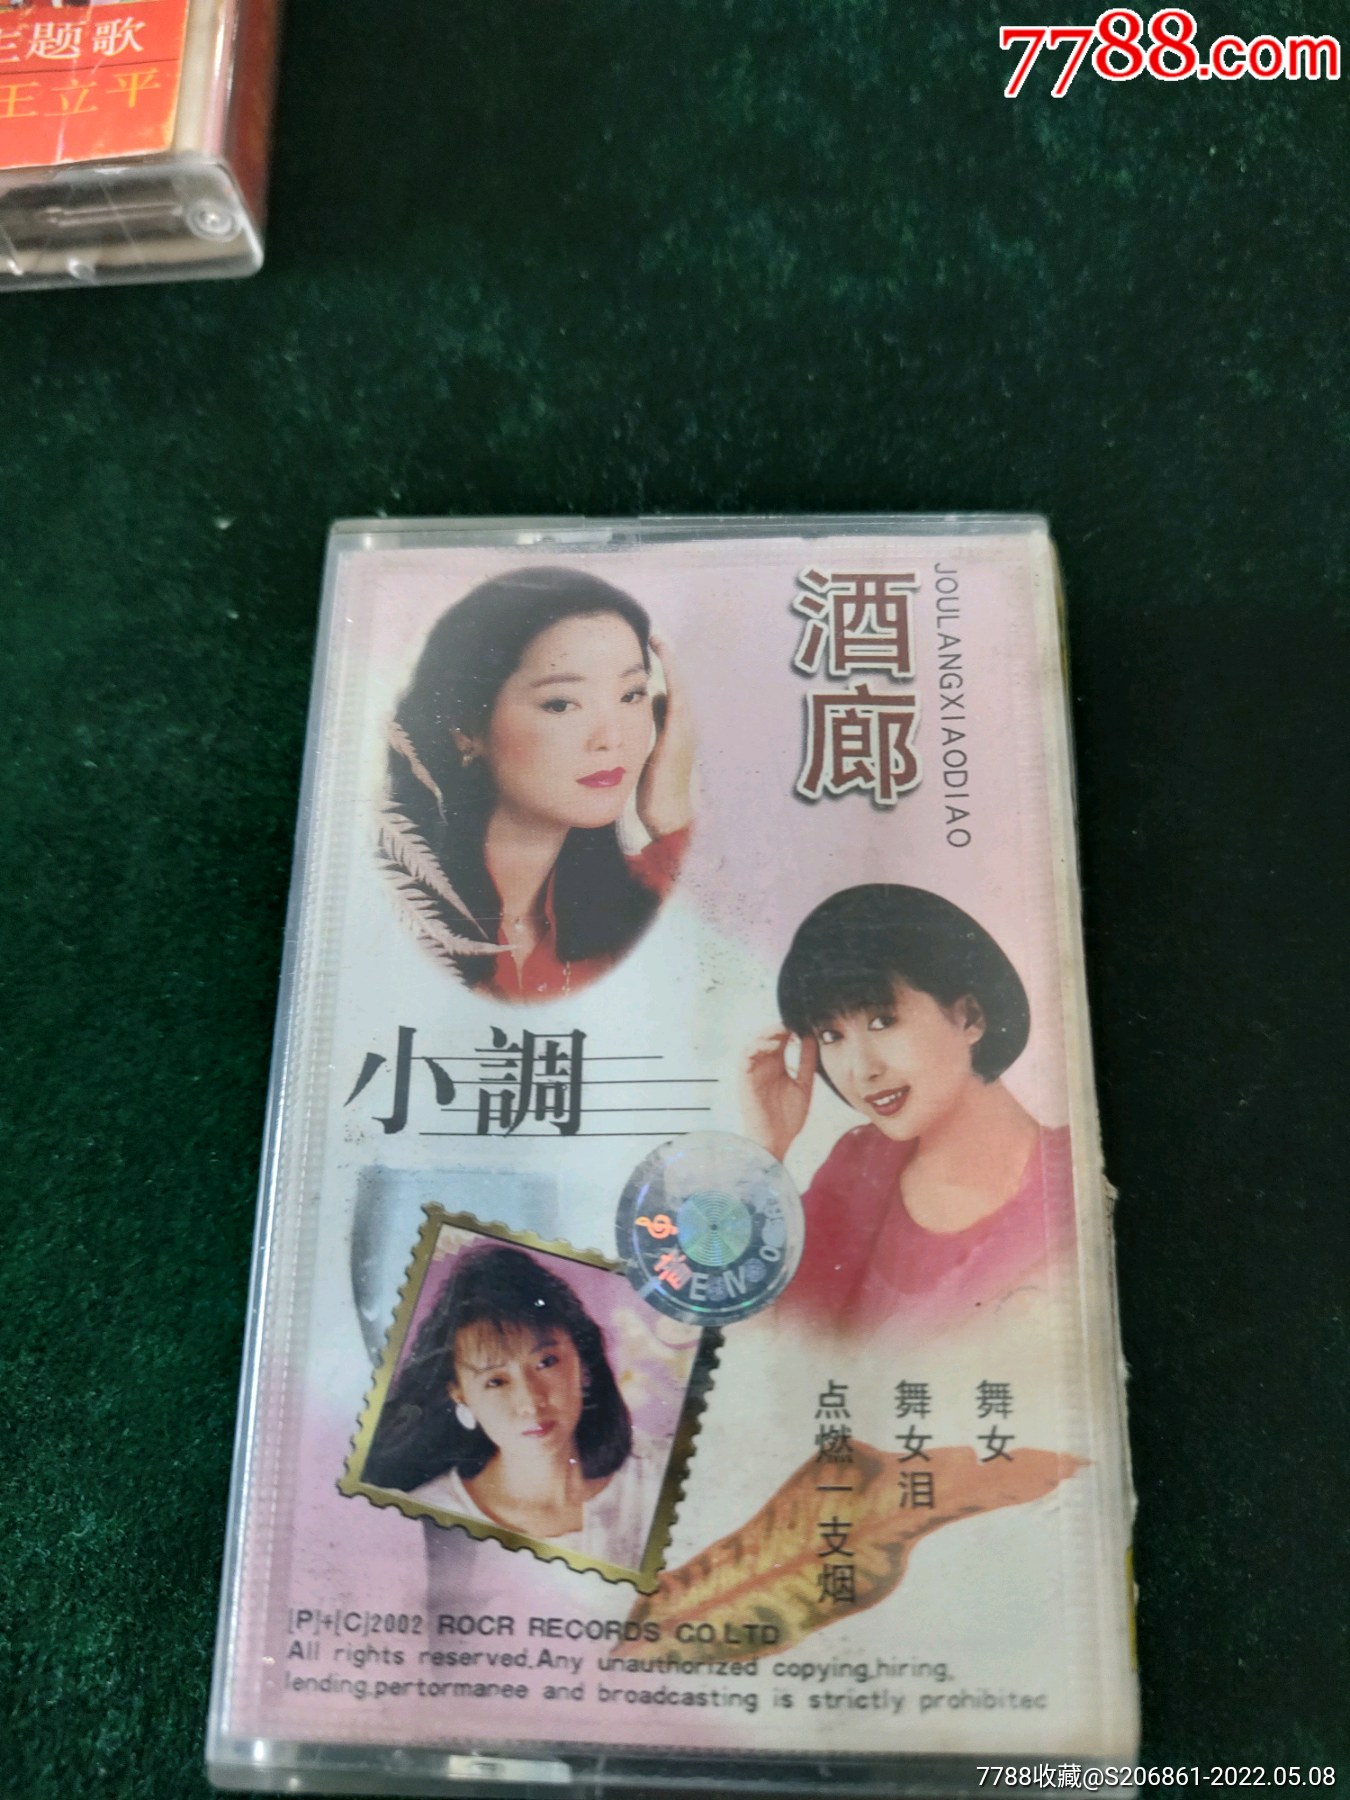 主题歌
王立平
7788.com
酒廊
JOULANGXIAODIAO
小調
舞女
舞女泪
点燃一支烟
[P]+[C]2002 ROCR RECORDS CO LTD
All rights reserved.Any unauthorized copying,hiring,
lending,pertormanee and broadcasting is strictly prohibited
7788收藏@S206861-2022.05.08